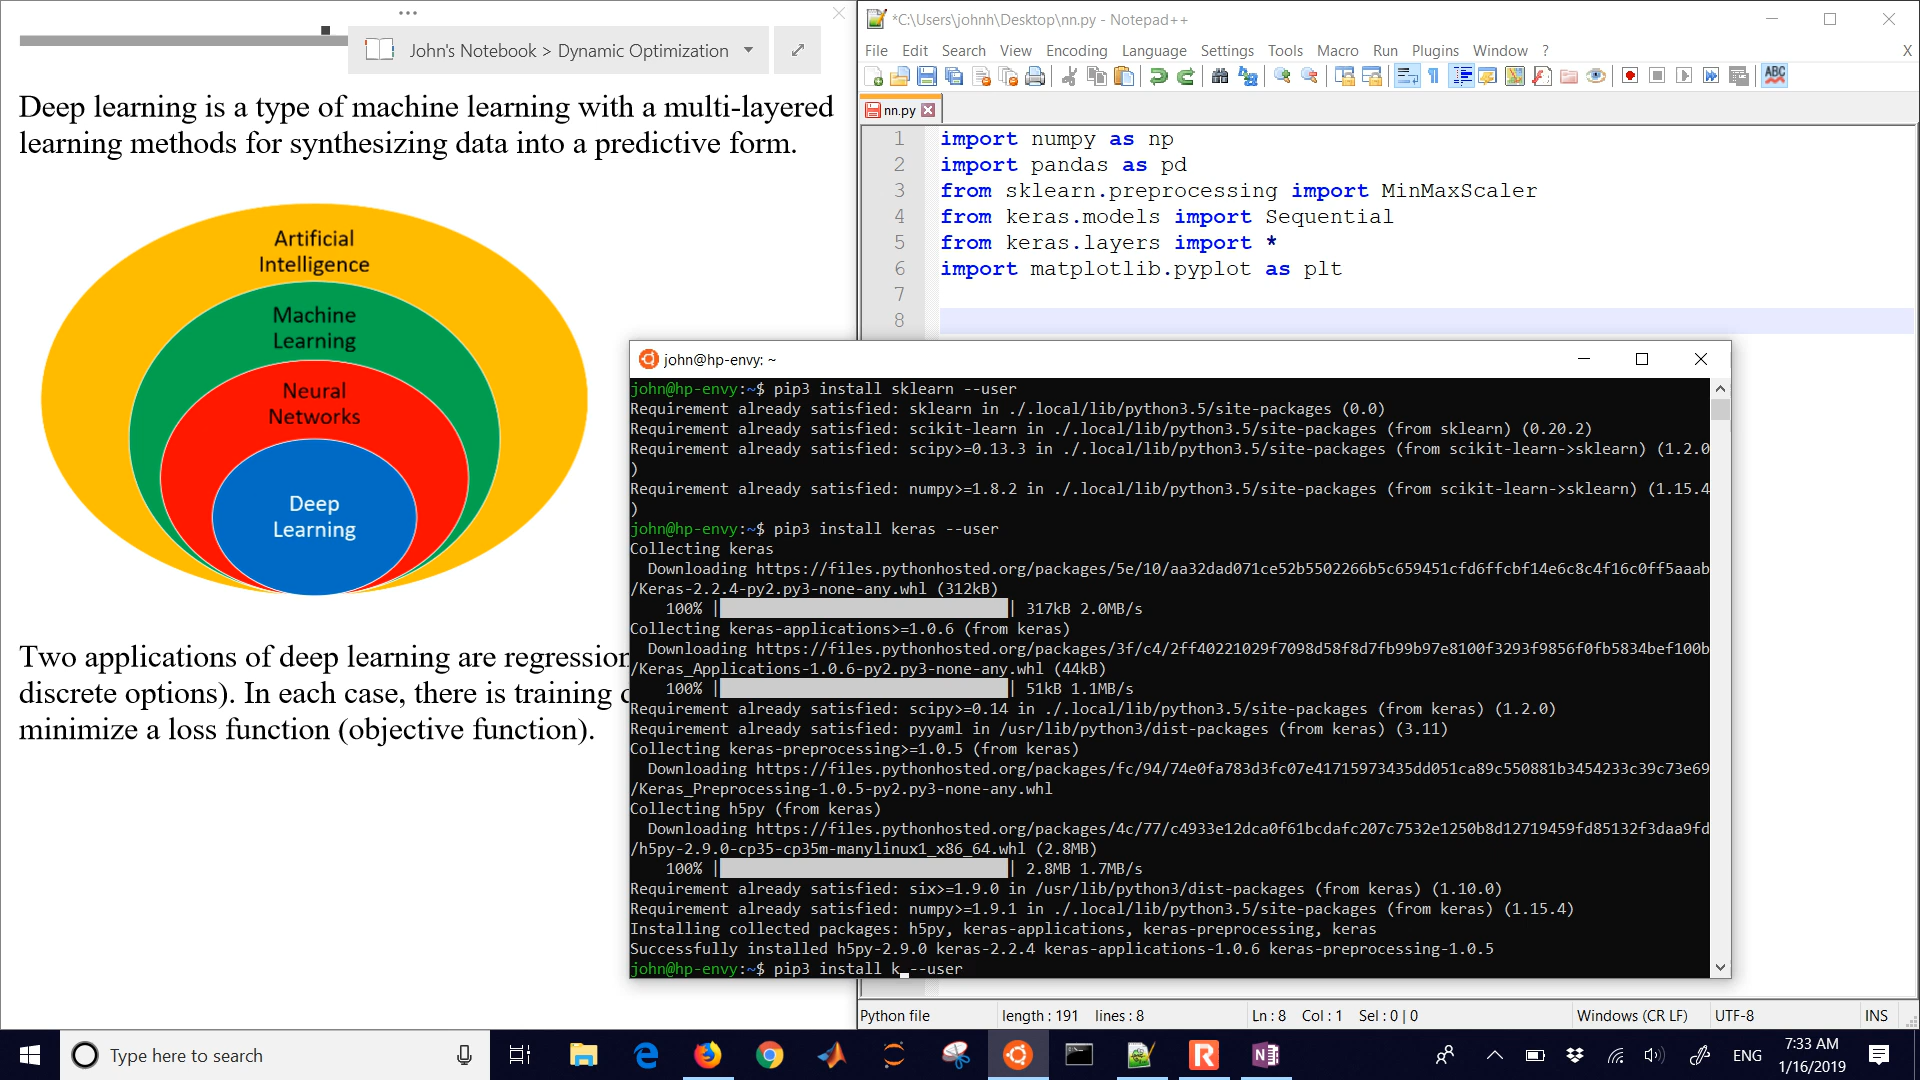 John's Notebook > Dynamic Optimization
Deep learning is a type of machine learning with a multi-layered
learning methods for synthesizing data into a predictive form.
Artificial
Intelligence
Machine
Learning
Neural
Networks
Deep
Learning
Two applications of deep learning are regression
discrete options). In each case, there is training
minimize a loss function (objective function).
*C:\Users\johnh\Desktop\nn.py - Notepad++
File Edit Search View Encoding Language Settings Tools Macro Run Plugins Window ? X
ABC
nn.py
1 import numpy as np
2 import pandas as pd
3 from sklearn.preprocessing import MinMaxScaler
4 from keras.models import Sequential
5 from keras.layers import *
6 import matplotlib.pyplot as plt
7
8
john@hp-envy: ~
john@hp-envy:~$ pip3 install sklearn --user
Requirement already satisfied: sklearn in ./.local/lib/python3.5/site-packages (0.0)
Requirement already satisfied: scikit-learn in ./.local/lib/python3.5/site-packages (from sklearn) (0.20.2)
Requirement already satisfied: scipy>=0.13.3 in ./.local/lib/python3.5/site-packages (from scikit-learn->sklearn) (1.2.0
)
Requirement already satisfied: numpy>=1.8.2 in ./.local/lib/python3.5/site-packages (from scikit-learn->sklearn) (1.15.4
)
john@hp-envy:~$ pip3 install keras --user
Collecting keras
Downloading https://files.pythonhosted.org/packages/5e/10/aa32dad071ce52b5502266b5c659451cfd6ffcbf14e6c8c4f16c0ff5aaab
/Keras-2.2.4-py2.py3-none-any.whl (312kB)
100% | | 317kB 2.0MB/s
Collecting keras-applications>=1.0.6 (from keras)
Downloading https://files.pythonhosted.org/packages/3f/c4/2ff40221029f7098d58f8d7fb99b97e8100f3293f9856f0fb5834bef100b
/Keras_Applications-1.0.6-py2.py3-none-any.whl (44kB)
100% | | 51kB 1.1MB/s
Requirement already satisfied: scipy>=0.14 in ./.local/lib/python3.5/site-packages (from keras) (1.2.0)
Requirement already satisfied: pyyaml in /usr/lib/python3/dist-packages (from keras) (3.11)
Collecting keras-preprocessing>=1.0.5 (from keras)
Downloading https://files.pythonhosted.org/packages/fc/94/74e0fa783d3fc07e41715973435dd051ca89c550881b3454233c39c73e69
/Keras_Preprocessing-1.0.5-py2.py3-none-any.whl
Collecting h5py (from keras)
Downloading https://files.pythonhosted.org/packages/4c/77/c4933e12dca0f61bcdafc207c7532e1250b8d12719459fd85132f3daa9fd
/h5py-2.9.0-cp35-cp35m-manylinux1_x86_64.whl (2.8MB)
100% | | 2.8MB 1.7MB/s
Requirement already satisfied: six>=1.9.0 in /usr/lib/python3/dist-packages (from keras) (1.10.0)
Requirement already satisfied: numpy>=1.9.1 in ./.local/lib/python3.5/site-packages (from keras) (1.15.4)
Installing collected packages: h5py, keras-applications, keras-preprocessing, keras
Successfully installed h5py-2.9.0 keras-2.2.4 keras-applications-1.0.6 keras-preprocessing-1.0.5
john@hp-envy:~$ pip3 install k --user
Python file length : 191 lines : 8 Ln : 8 Col : 1 Sel : 0 | 0 Windows (CR LF) UTF-8 INS
Type here to search
ENG
7:33 AM
1/16/2019